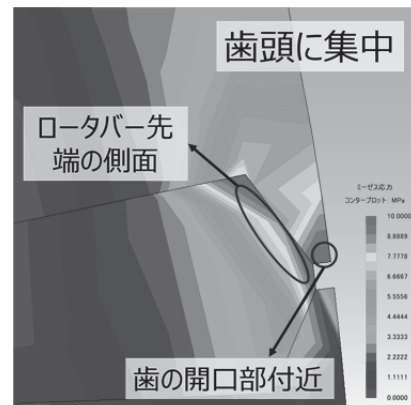 歯頭に集中
ロータバー先
端の側面
ミーゼス応力
コンタープロット : MPa
10.0000
8.8889
7.7778
6.6667
5.5556
4.4444
3.3333
2.2222
1.1111
0.0000
歯の開口部付近